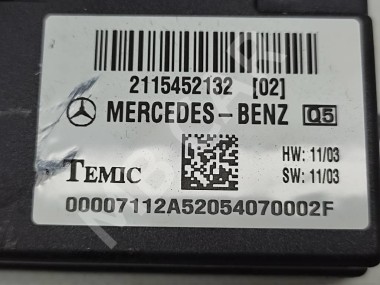 2115452132 [02]
MERCEDES-BENZ Q5
TEMIC
HW: 11/03
SW: 11/03
00007112A52054070002F